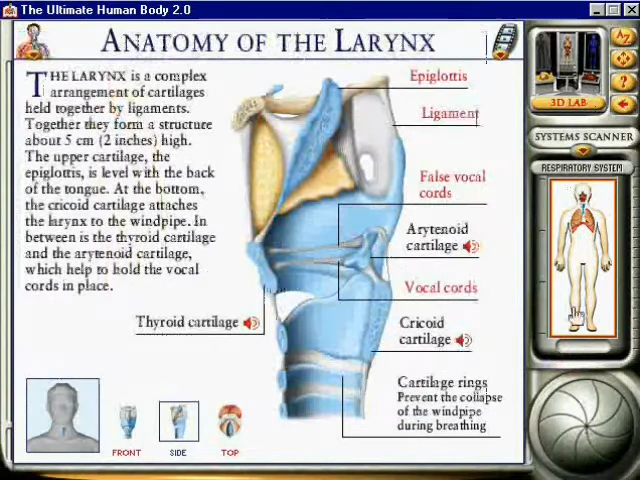 The Ultimate Human Body 2.0
ANATOMY OF THE LARYNX
THE LARYNX is a complex
arrangement of cartilages
held together by ligaments.
Together they form a structure
about 5 cm (2 inches) high.
The upper cartilage, the
epiglottis, is level with the back
of the tongue. At the bottom,
the cricoid cartilage attaches
the larynx to the windpipe. In
between is the thyroid cartilage
and the arytenoid cartilage,
which help to hold the vocal
cords in place.
Epiglottis
Ligament
False vocal
cords
Arytenoid
cartilage
Vocal cords
Thyroid cartilage
Cricoid
cartilage
Cartilage rings
Prevent the collapse
of the windpipe
during breathing
FRONT
SIDE
TOP
3D LAB
SYSTEMS SCANNER
RESPIRATORY SYSTEM